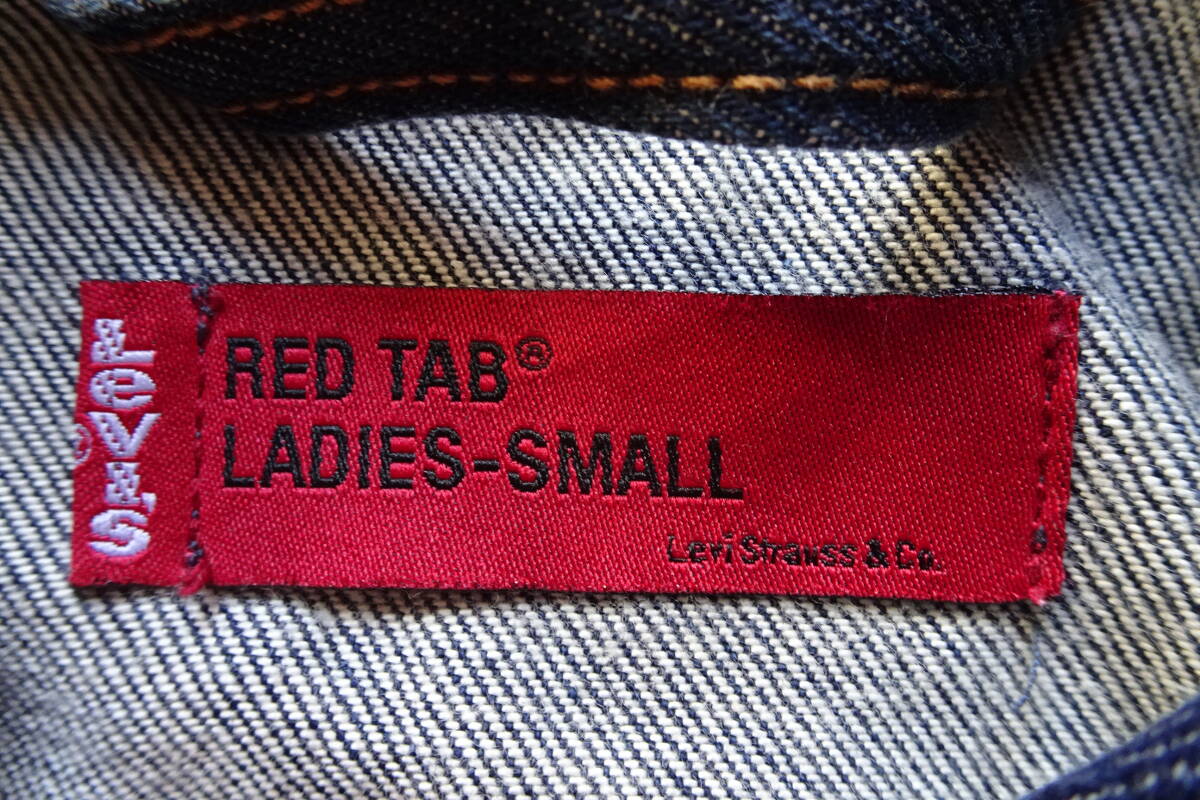 LeVI'S
®
RED TAB®
LADIES-SMALL
Levi Strauss & Co.